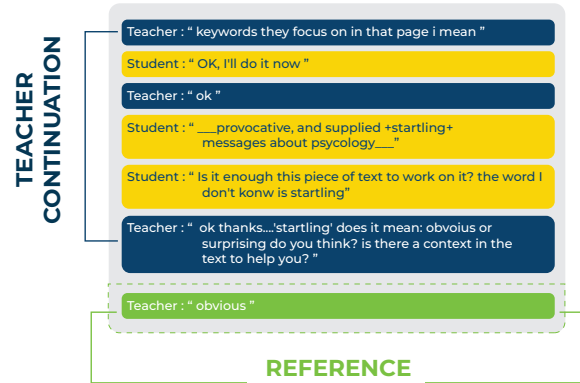 TEACHER
CONTINUATION
Teacher : “ keywords they focus on in that page i mean ”
Student : “ OK, I'll do it now ”
Teacher : “ ok ”
Student : “ ___provocative, and supplied +startling+
messages about psycology___”
Student : “ Is it enough this piece of text to work on it? the word I
don't konw is startling”
Teacher : “ ok thanks....'startling' does it mean: obvoius or
surprising do you think? is there a context in the
text to help you? ”
Teacher : “ obvious ”
REFERENCE